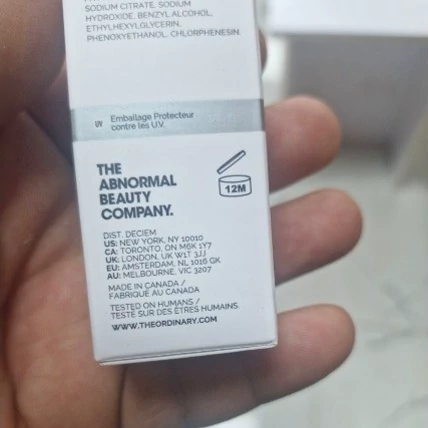 SODIUM CITRATE, SODIUM
HYDROXIDE, BENZYL ALCOHOL,
ETHYLHEXYLGLYCERIN,
PHENOXYETHANOL, CHLORPHENESIN.
UV Emballage Protecteur
contre les U.V.
THE
ABNORMAL
BEAUTY
COMPANY.
12M
DIST. DECIEM
US: NEW YORK, NY 10010
CA: TORONTO, ON M6K 1Y7
UK: LONDON, UK W1T 3JJ
EU: AMSTERDAM, NL 1016 GK
AU: MELBOURNE, VIC 3207
MADE IN CANADA /
FABRIQUÉ AU CANADA
TESTED ON HUMANS /
TESTÉ SUR DES ÊTRES HUMAINS
WWW.THEORDINARY.COM